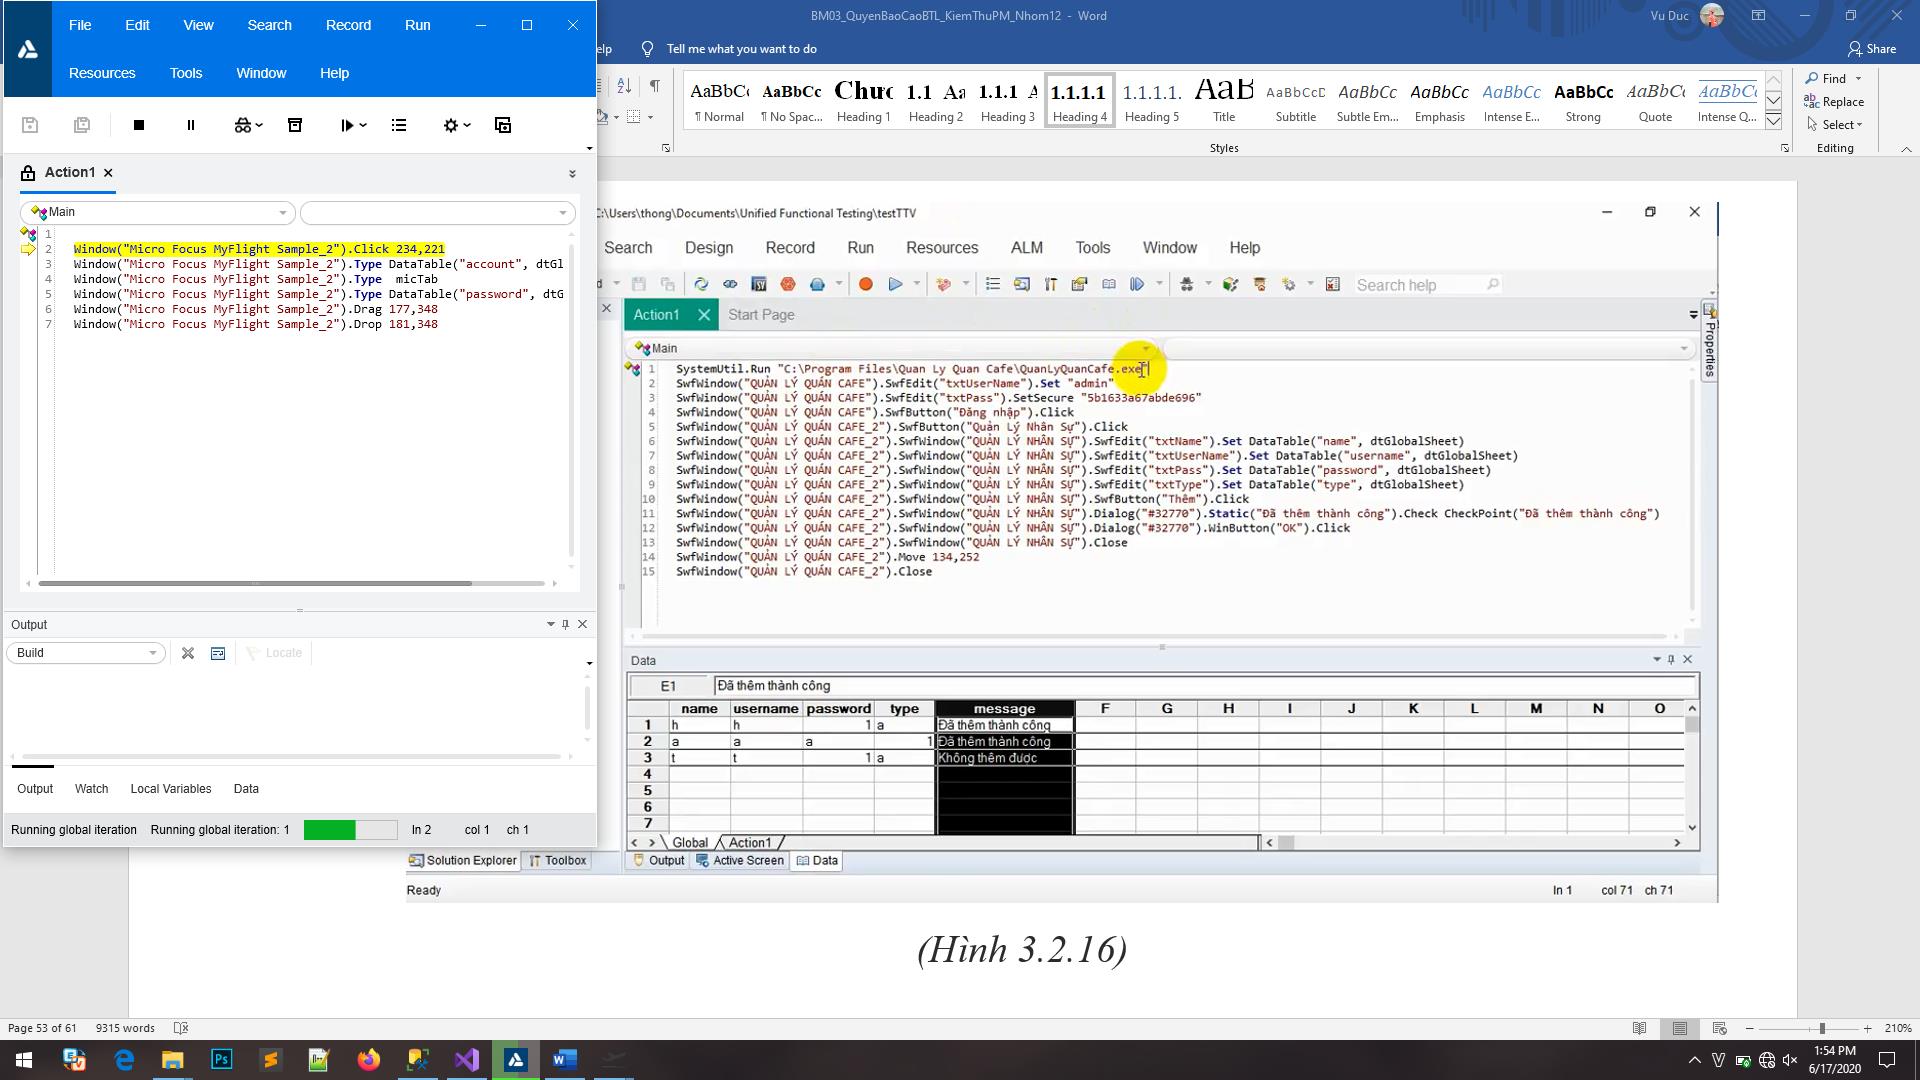 File Edit View Search Record Run
Resources Tools Window Help
Action1
Main
1
2 Window("Micro Focus MyFlight Sample_2").Click 234,221
3 Window("Micro Focus MyFlight Sample_2").Type DataTable("account", dtGl
4 Window("Micro Focus MyFlight Sample_2").Type micTab
5 Window("Micro Focus MyFlight Sample_2").Type DataTable("password", dtG
6 Window("Micro Focus MyFlight Sample_2").Drag 177,348
7 Window("Micro Focus MyFlight Sample_2").Drop 181,348
Output
Build
Locate
Output Watch Local Variables Data
Running global iteration Running global iteration: 1 ln 2 col 1 ch 1
BM03_QuyenBaoCaoBTL_KiemThuPM_Nhom12 - Word
Vu Duc
elp Tell me what you want to do
Share
AaBbCc AaBbCc Chưc 1.1 Aa 1.1.1 A 1.1.1.1 1.1.1.1. AaB AaBbCcD AaBbCc AaBbCc AaBbCc AaBbCc AaBbCc AaBbCc
¶ Normal ¶ No Spac... Heading 1 Heading 2 Heading 3 Heading 4 Heading 5 Title Subtitle Subtle Em... Emphasis Intense E... Strong Quote Intense Q...
Styles
Find
Replace
Select
Editing
C:\Users\thong\Documents\Unified Functional Testing\testTTV
Search Design Record Run Resources ALM Tools Window Help
d
Search help
Action1 Start Page
Main
Properties
1 SystemUtil.Run "C:\Program Files\Quan Ly Quan Cafe\QuanLyQuanCafe.exe"
2 SwfWindow("QUẢN LÝ QUÁN CAFE").SwfEdit("txtUserName").Set "admin"
3 SwfWindow("QUẢN LÝ QUÁN CAFE").SwfEdit("txtPass").SetSecure "5b1633a67abde696"
4 SwfWindow("QUẢN LÝ QUÁN CAFE").SwfButton("Đăng nhập").Click
5 SwfWindow("QUẢN LÝ QUÁN CAFE_2").SwfButton("Quản Lý Nhân Sự").Click
6 SwfWindow("QUẢN LÝ QUÁN CAFE_2").SwfWindow("QUẢN LÝ NHÂN SỰ").SwfEdit("txtName").Set DataTable("name", dtGlobalSheet)
7 SwfWindow("QUẢN LÝ QUÁN CAFE_2").SwfWindow("QUẢN LÝ NHÂN SỰ").SwfEdit("txtUserName").Set DataTable("username", dtGlobalSheet)
8 SwfWindow("QUẢN LÝ QUÁN CAFE_2").SwfWindow("QUẢN LÝ NHÂN SỰ").SwfEdit("txtPass").Set DataTable("password", dtGlobalSheet)
9 SwfWindow("QUẢN LÝ QUÁN CAFE_2").SwfWindow("QUẢN LÝ NHÂN SỰ").SwfEdit("txtType").Set DataTable("type", dtGlobalSheet)
10 SwfWindow("QUẢN LÝ QUÁN CAFE_2").SwfWindow("QUẢN LÝ NHÂN SỰ").SwfButton("Thêm").Click
11 SwfWindow("QUẢN LÝ QUÁN CAFE_2").SwfWindow("QUẢN LÝ NHÂN SỰ").Dialog("#32770").Static("Đã thêm thành công").Check CheckPoint("Đã thêm thành công")
12 SwfWindow("QUẢN LÝ QUÁN CAFE_2").SwfWindow("QUẢN LÝ NHÂN SỰ").Dialog("#32770").WinButton("OK").Click
13 SwfWindow("QUẢN LÝ QUÁN CAFE_2").SwfWindow("QUẢN LÝ NHÂN SỰ").Close
14 SwfWindow("QUẢN LÝ QUÁN CAFE_2").Move 134,252
15 SwfWindow("QUẢN LÝ QUÁN CAFE_2").Close
Data
E1 Đã thêm thành công
name username password type message F G H I J K L M N O
1 h h 1 a Đã thêm thành công
2 a a a 1 Đã thêm thành công
3 t t 1 a Không thêm được
4
5
6
7
Global Action1
Solution Explorer Toolbox Output Active Screen Data
Ready ln 1 col 71 ch 71
(Hình 3.2.16)
Page 53 of 61 9315 words 210%
1:54 PM
6/17/2020